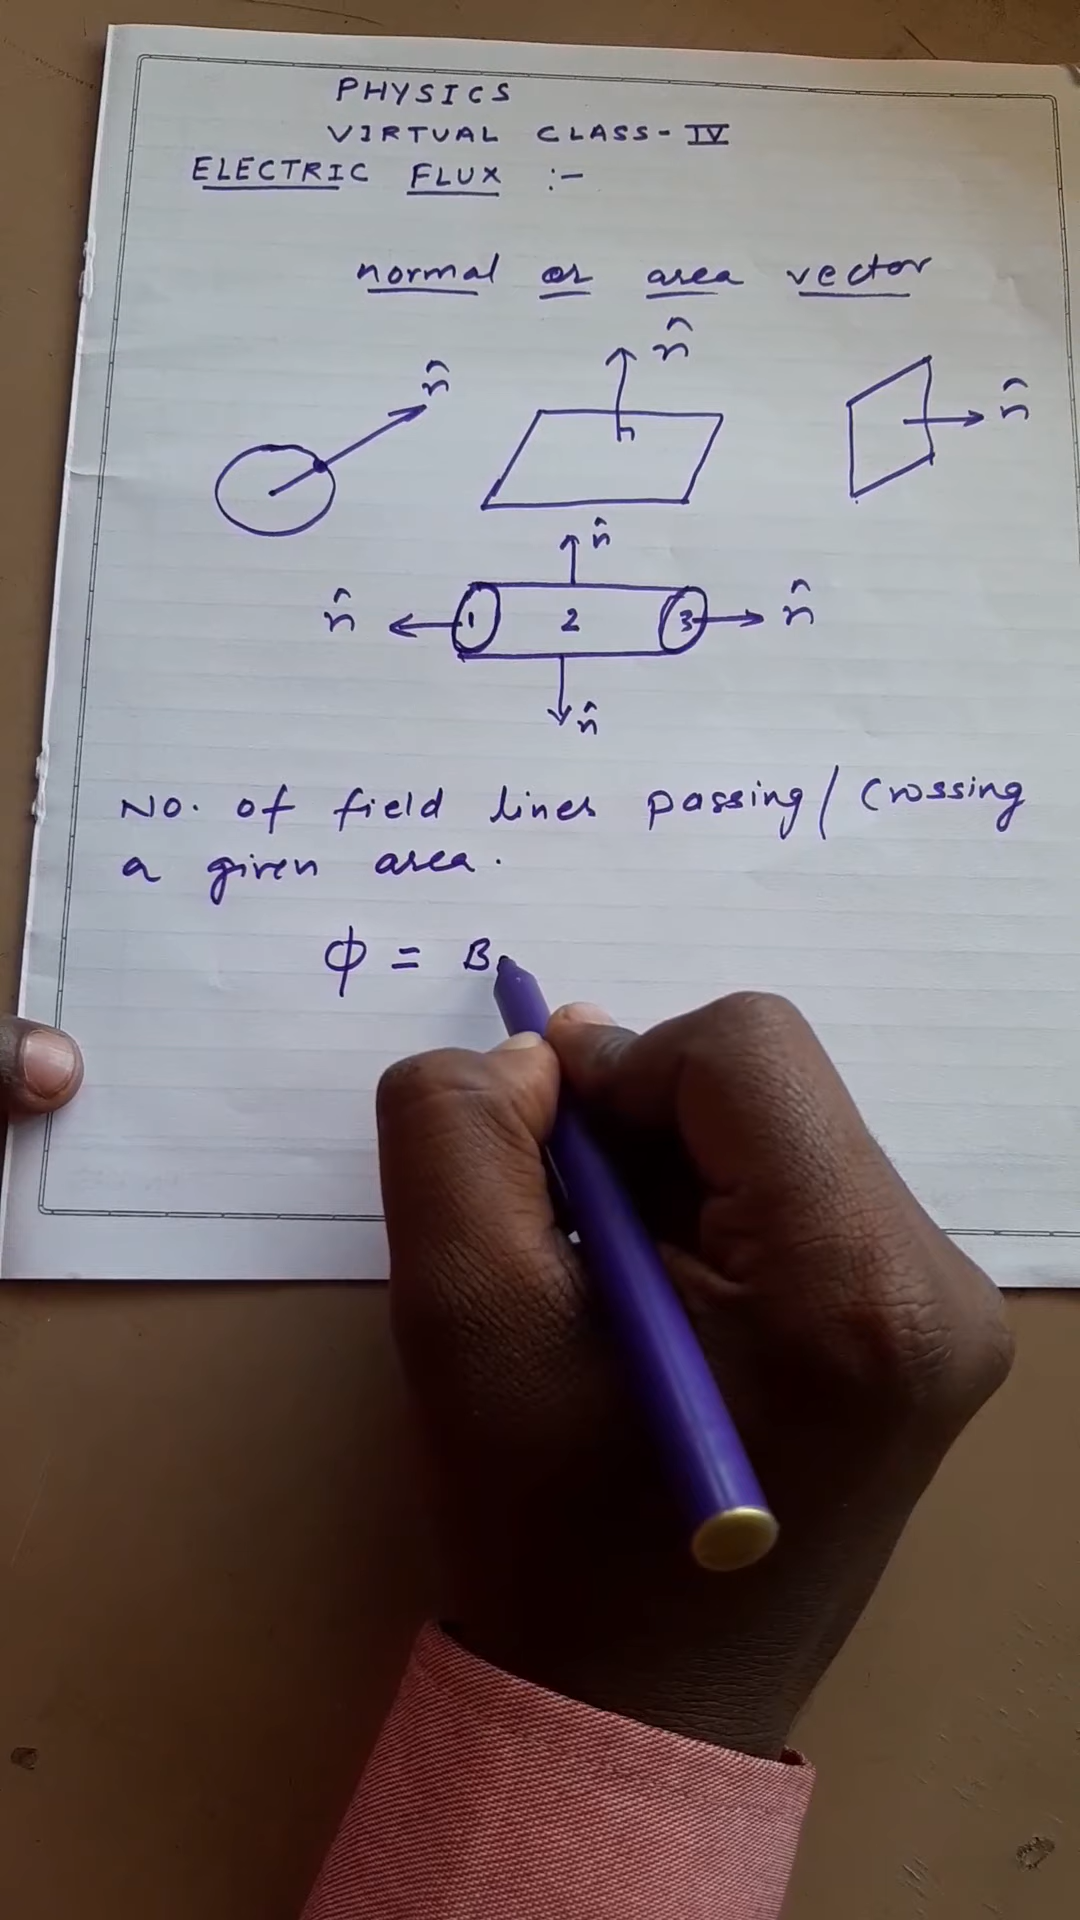 PHYSICS
VIRTUAL CLASS-IV
ELECTRIC FLUX :-
normal or area vector
n̂
n̂
n̂
n̂
n̂
1
2
3
n̂
n̂
No. of field lines passing/crossing
a given area.
ϕ = B